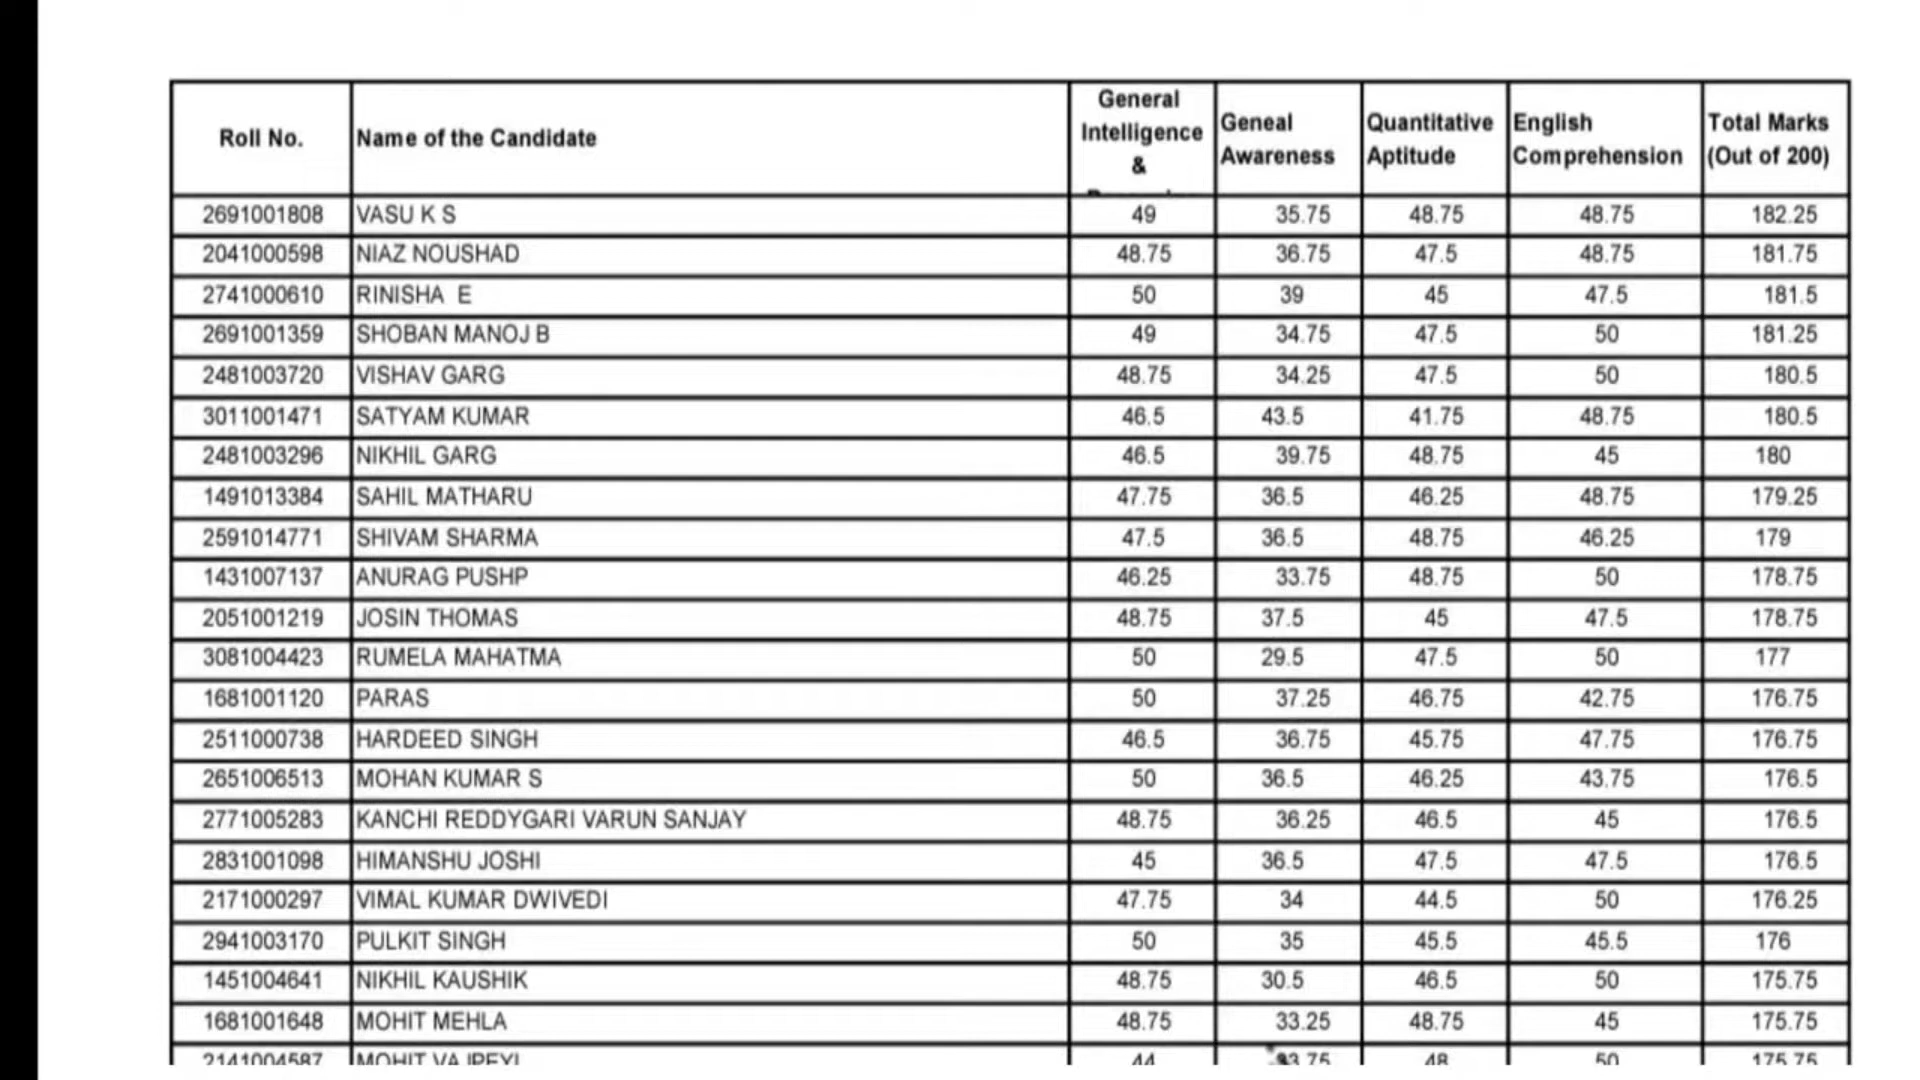 Roll No. Name of the Candidate General Intelligence & Geneal Awareness Quantitative Aptitude English Comprehension Total Marks (Out of 200)
2691001808 VASU K S 49 35.75 48.75 48.75 182.25
2041000598 NIAZ NOUSHAD 48.75 36.75 47.5 48.75 181.75
2741000610 RINISHA E 50 39 45 47.5 181.5
2691001359 SHOBAN MANOJ B 49 34.75 47.5 50 181.25
2481003720 VISHAV GARG 48.75 34.25 47.5 50 180.5
3011001471 SATYAM KUMAR 46.5 43.5 41.75 48.75 180.5
2481003296 NIKHIL GARG 46.5 39.75 48.75 45 180
1491013384 SAHIL MATHARU 47.75 36.5 46.25 48.75 179.25
2591014771 SHIVAM SHARMA 47.5 36.5 48.75 46.25 179
1431007137 ANURAG PUSHP 46.25 33.75 48.75 50 178.75
2051001219 JOSIN THOMAS 48.75 37.5 45 47.5 178.75
3081004423 RUMELA MAHATMA 50 29.5 47.5 50 177
1681001120 PARAS 50 37.25 46.75 42.75 176.75
2511000738 HARDEED SINGH 46.5 36.75 45.75 47.75 176.75
2651006513 MOHAN KUMAR S 50 36.5 46.25 43.75 176.5
2771005283 KANCHI REDDYGARI VARUN SANJAY 48.75 36.25 46.5 45 176.5
2831001098 HIMANSHU JOSHI 45 36.5 47.5 47.5 176.5
2171000297 VIMAL KUMAR DWIVEDI 47.75 34 44.5 50 176.25
2941003170 PULKIT SINGH 50 35 45.5 45.5 176
1451004641 NIKHIL KAUSHIK 48.75 30.5 46.5 50 175.75
1681001648 MOHIT MEHLA 48.75 33.25 48.75 45 175.75
2141004587 MOHIT VAJPEYI 44 33.75 48 50 175.75